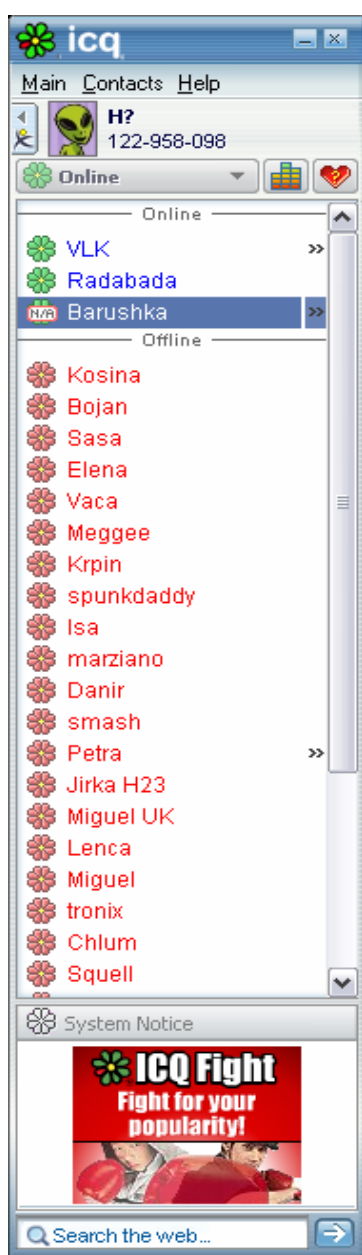 icq
Main Contacts Help
H?
122-958-098
Online
Online
VLK
Radabada
N/A Barushka
Offline
Kosina
Bojan
Sasa
Elena
Vaca
Meggee
Krpin
spunkdaddy
Isa
marziano
Danir
smash
Petra
Jirka H23
Miguel UK
Lenca
Miguel
tronix
Chlum
Squell
System Notice
ICQ Fight
Fight for your
popularity!
Search the web...